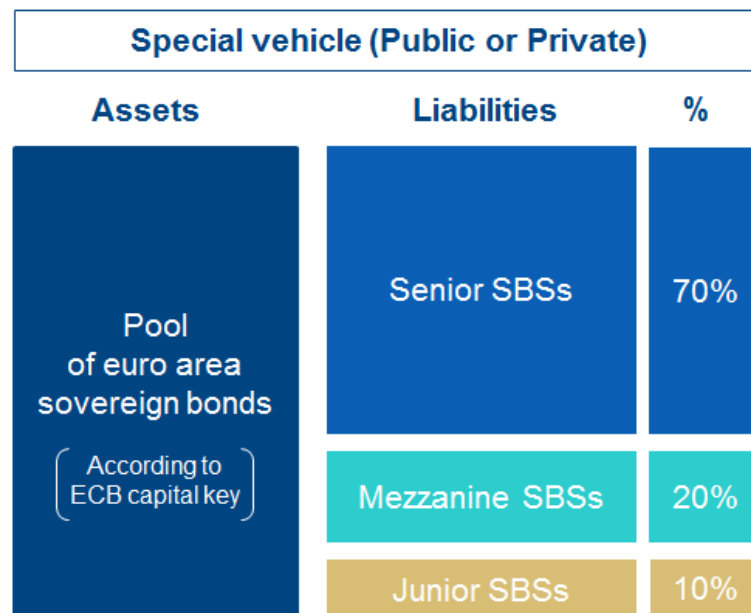 Special vehicle (Public or Private)
Assets
Liabilities
%
Pool
of euro area
sovereign bonds
According to
ECB capital key
Senior SBSs
70%
Mezzanine SBSs
20%
Junior SBSs
10%